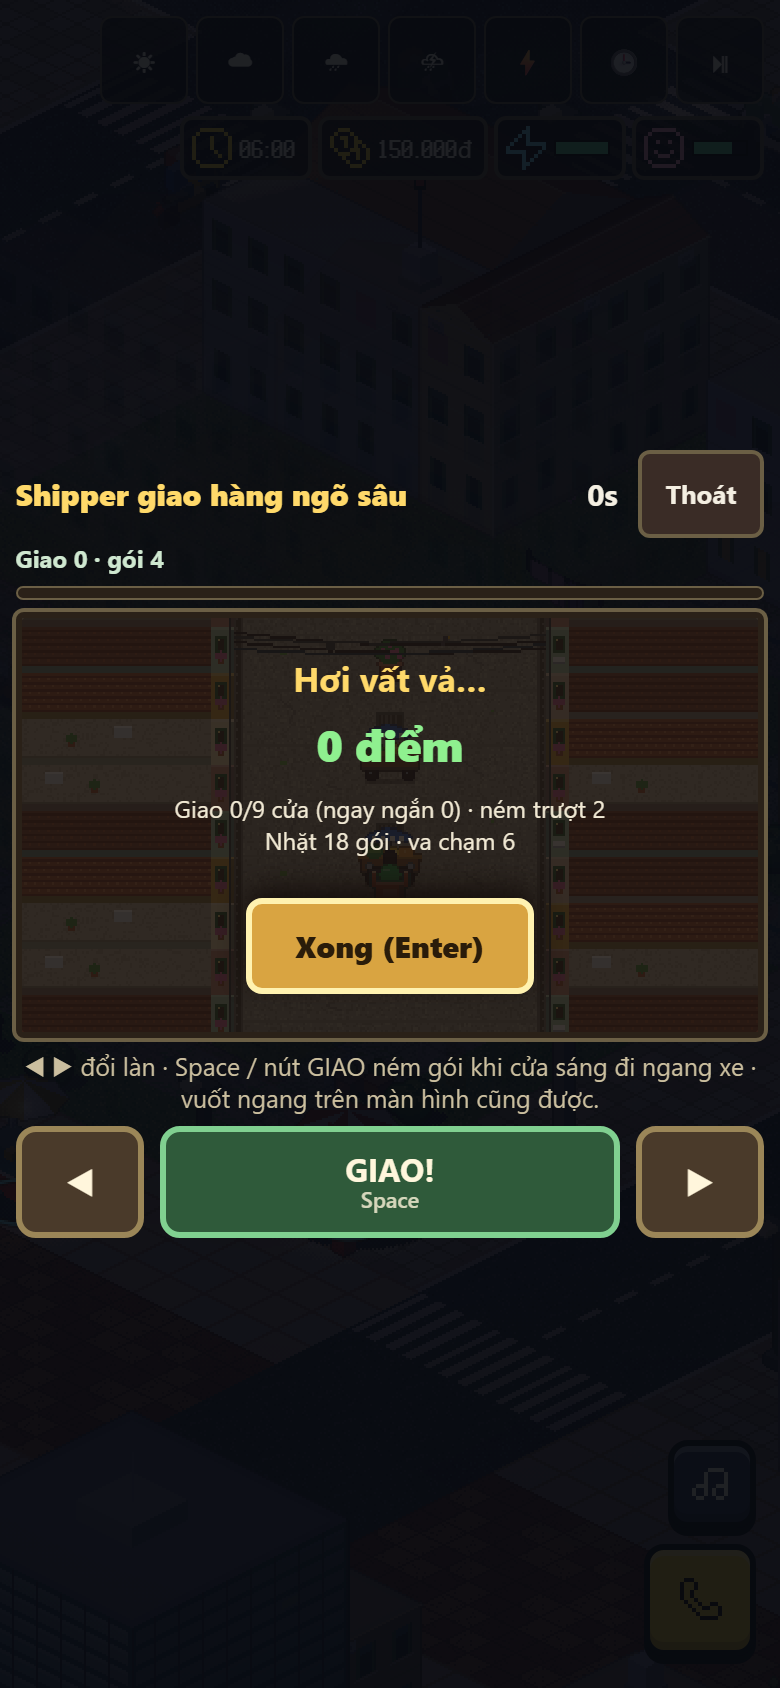 06:00
150.000đ
Shipper giao hàng ngõ sâu
0s
Thoát
Giao 0 · gói 4
Hơi vất vả...
0 điểm
Giao 0/9 cửa (ngay ngắn 0) · ném trượt 2
Nhặt 18 gói · va chạm 6
Xong (Enter)
◀ ▶ đổi làn · Space / nút GIAO ném gói khi cửa sáng đi ngang xe ·
vuốt ngang trên màn hình cũng được.
◀
GIAO!
Space
▶